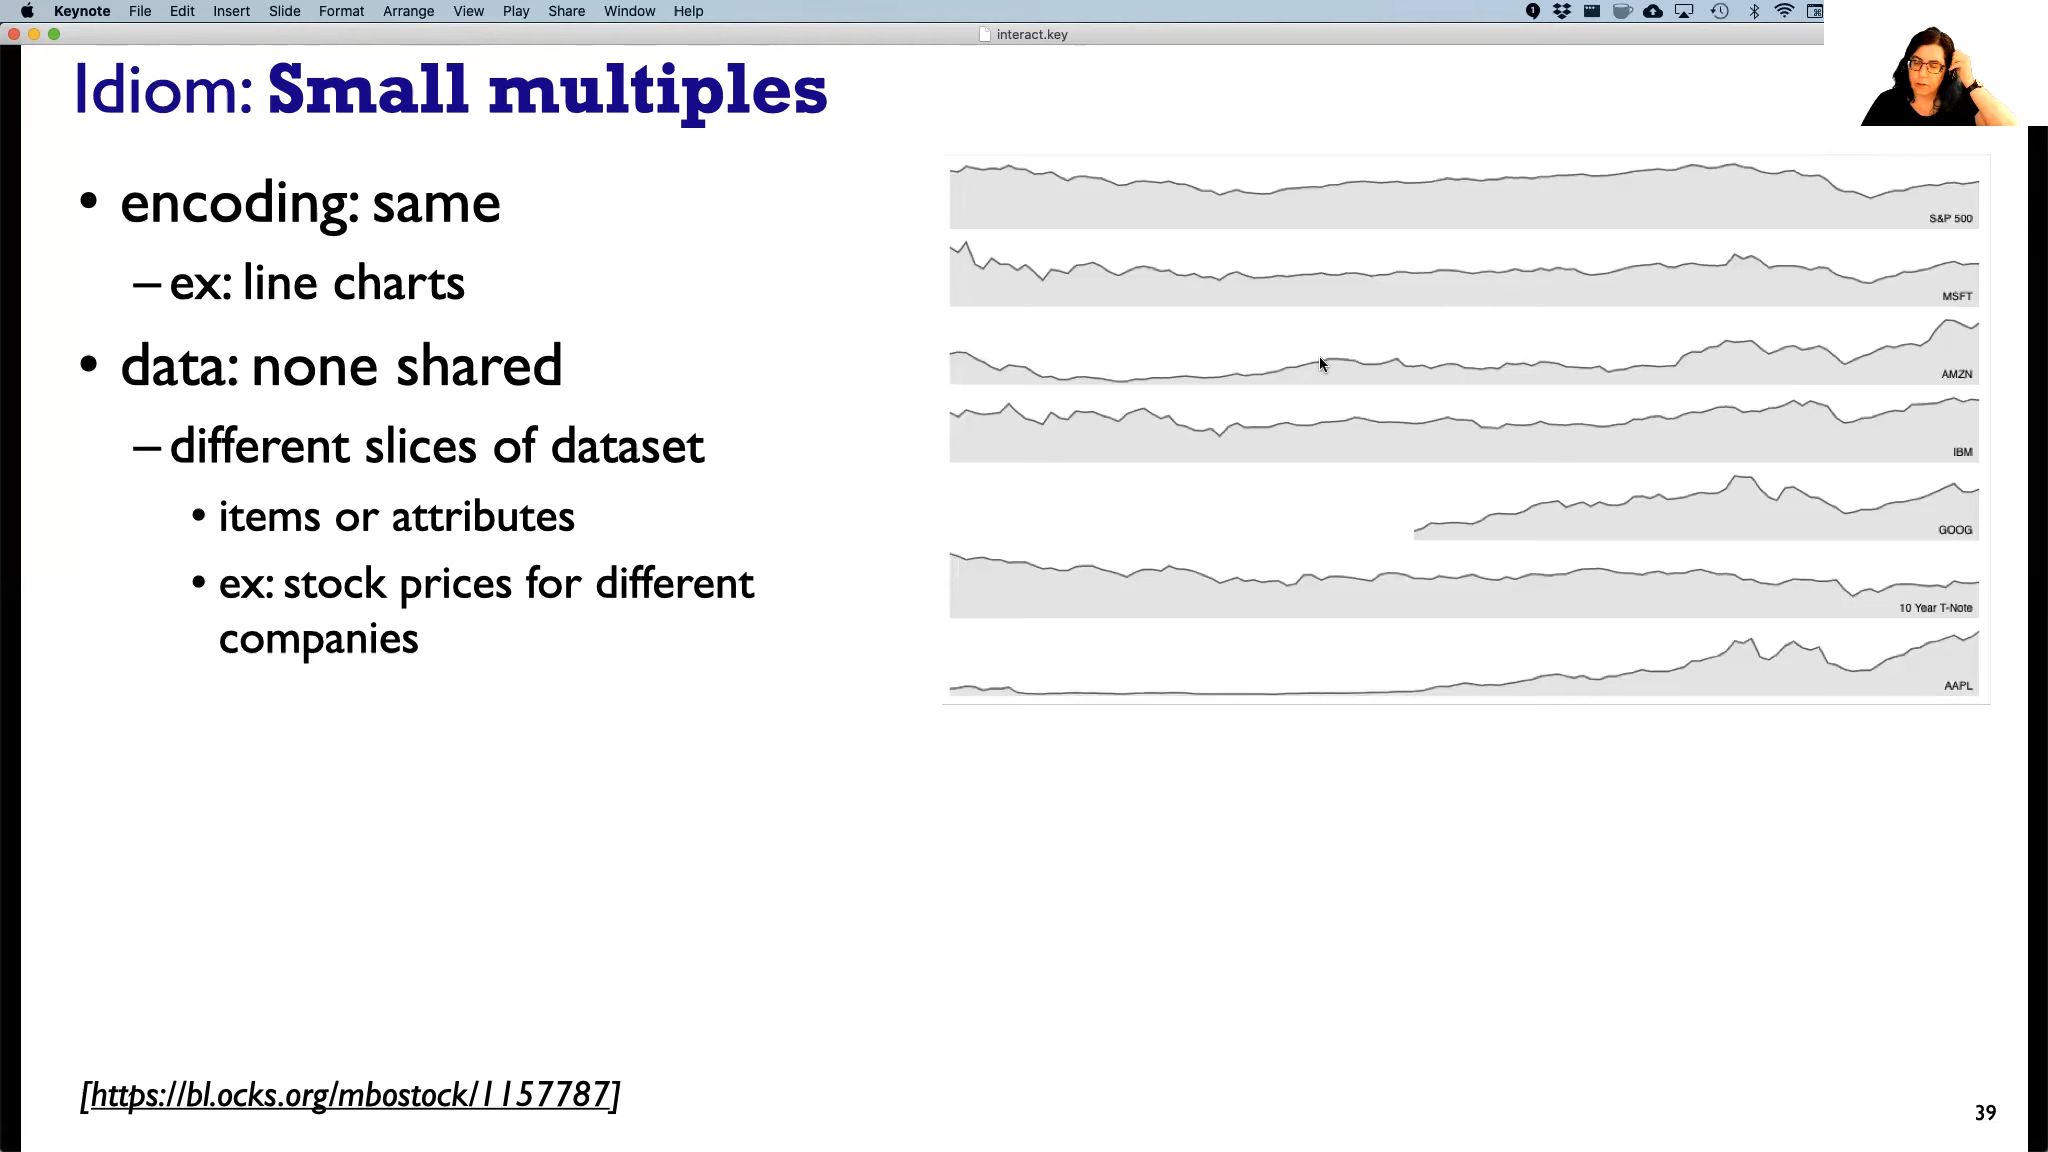 Keynote File Edit Insert Slide Format Arrange View Play Share Window Help
interact.key
Idiom: Small multiples
• encoding: same
– ex: line charts
• data: none shared
– different slices of dataset
• items or attributes
• ex: stock prices for different
companies
S&P 500
MSFT
AMZN
IBM
GOOG
10 Year T-Note
AAPL
[https://bl.ocks.org/mbostock/1157787]
39